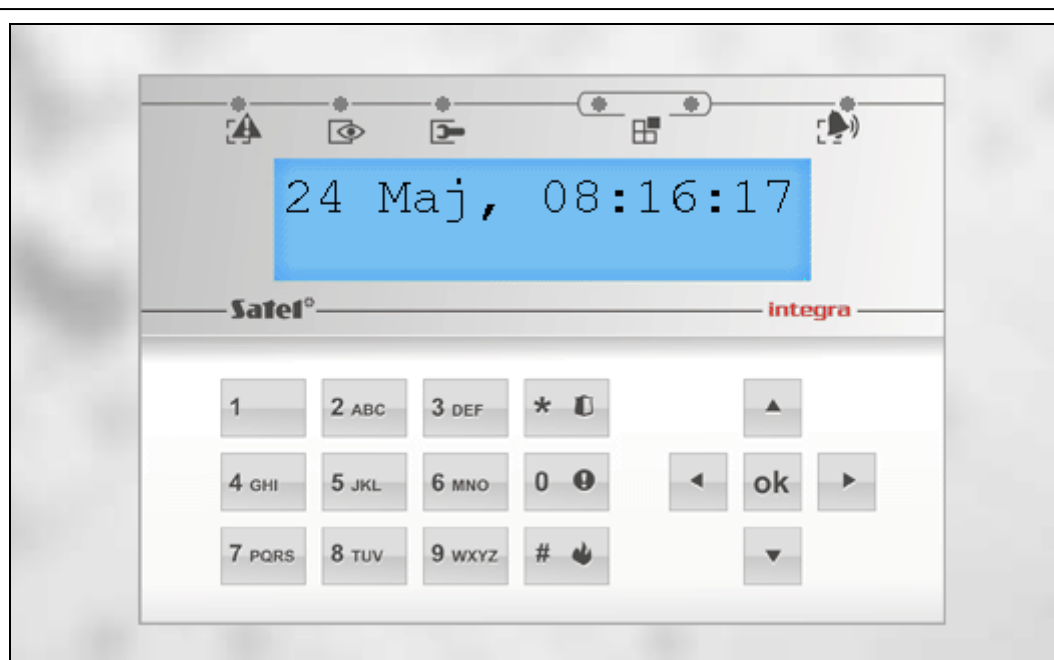 24 Maj, 08:16:17
Satel®
integra
1 2 ABC 3 DEF *
4 GHI 5 JKL 6 MNO 0 ok
7 PQRS 8 TUV 9 WXYZ #